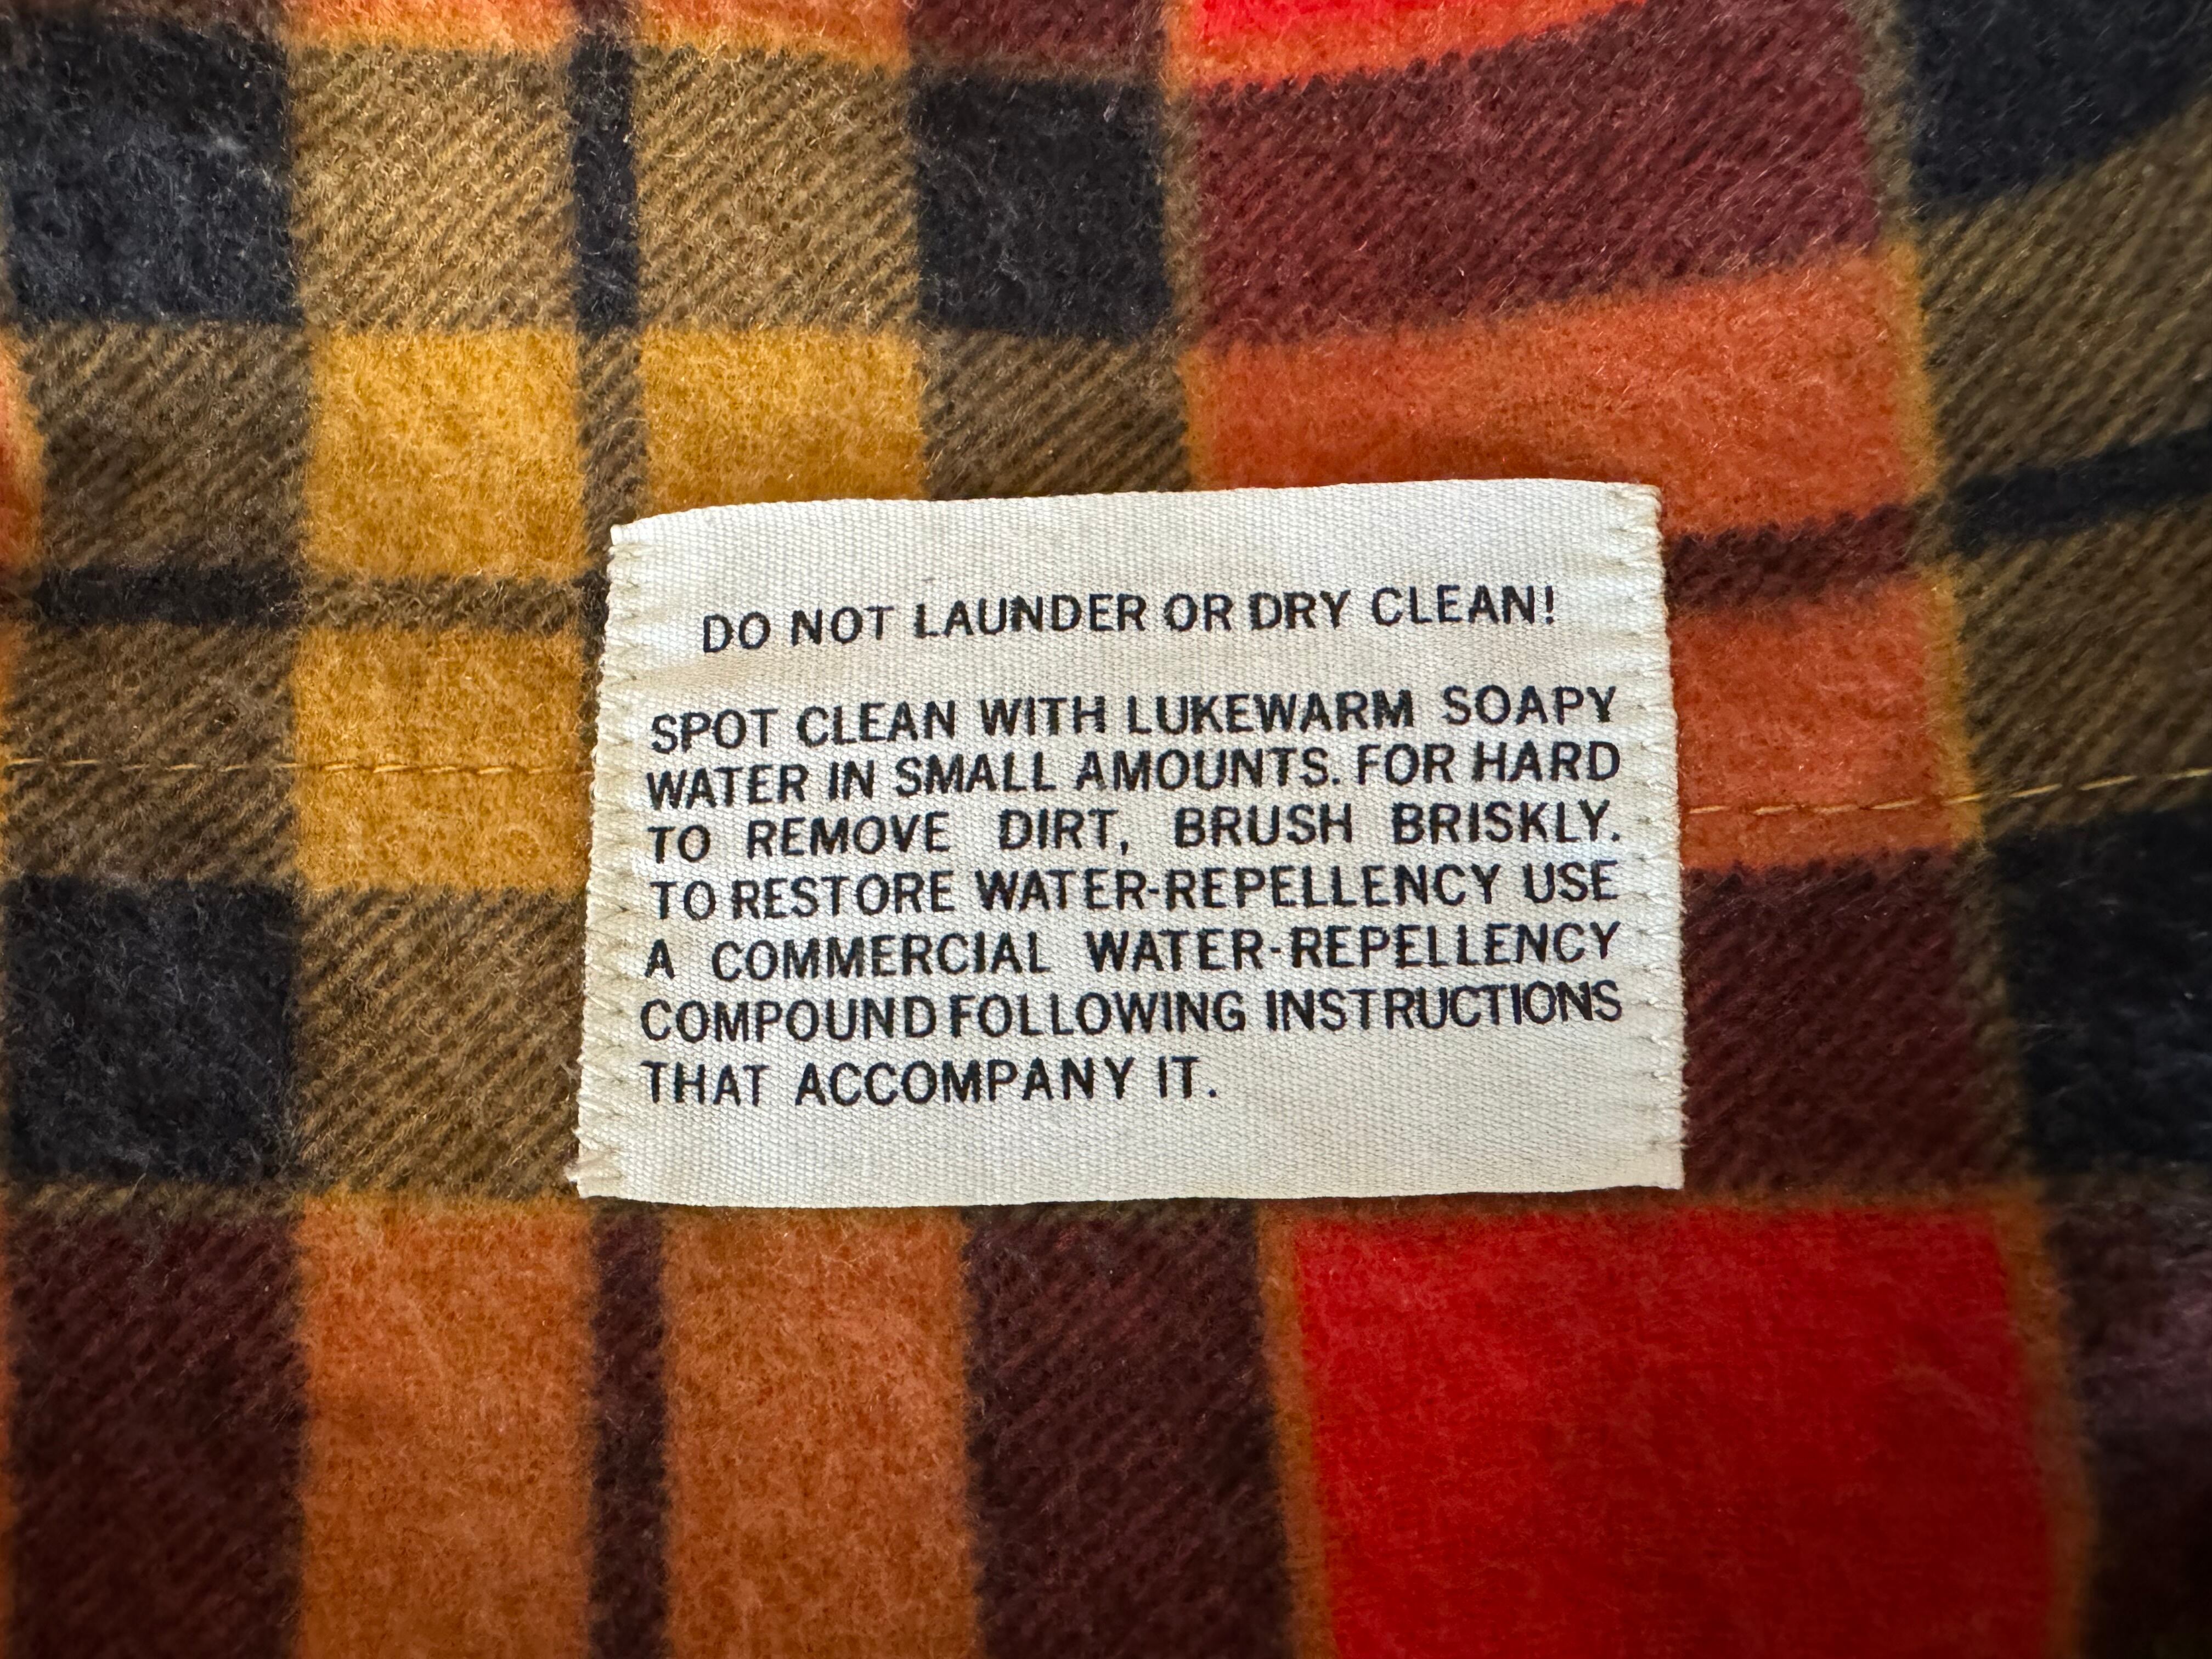 DO NOT LAUNDER OR DRY CLEAN!
SPOT CLEAN WITH LUKEWARM SOAPY
WATER IN SMALL AMOUNTS. FOR HARD
TO REMOVE DIRT, BRUSH BRISKLY.
TO RESTORE WATER-REPELLENCY USE
A COMMERCIAL WATER-REPELLENCY
COMPOUND FOLLOWING INSTRUCTIONS
THAT ACCOMPANY IT.